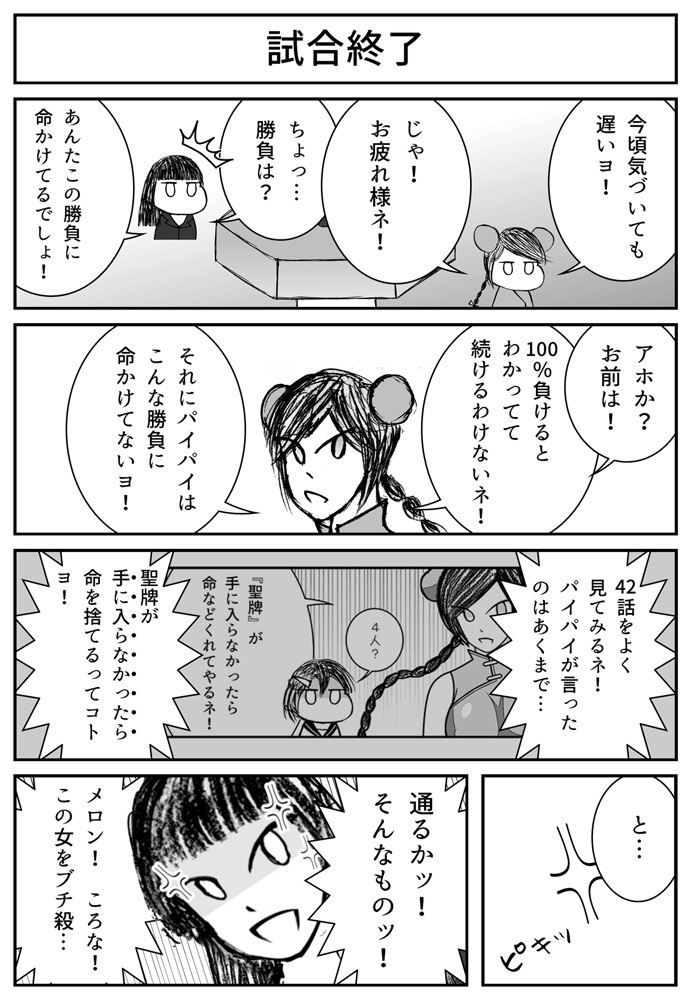 試合終了
今頃気づいても
遅いヨ！
じゃ！
お疲れ様ネ！
ちょっ…
勝負は？
あんたこの勝負に
命かけてるでしょ！
アホか？
お前は！
100％負けると
わかってて
続けるわけないネ！
それにパイパイは
こんな勝負に
命かけてないヨ！
42話をよく
見てみるネ！
パイパイが言った
のはあくまで…
4人？
『聖牌』が
手に入らなかったら
命などくれてやるネ！
聖牌が
手に入らなかったら
命を捨てるってコト
ヨ！
と…
ピキッ
通るかッ！
そんなものッ！
メロン！　ころな！
この女をブチ殺…